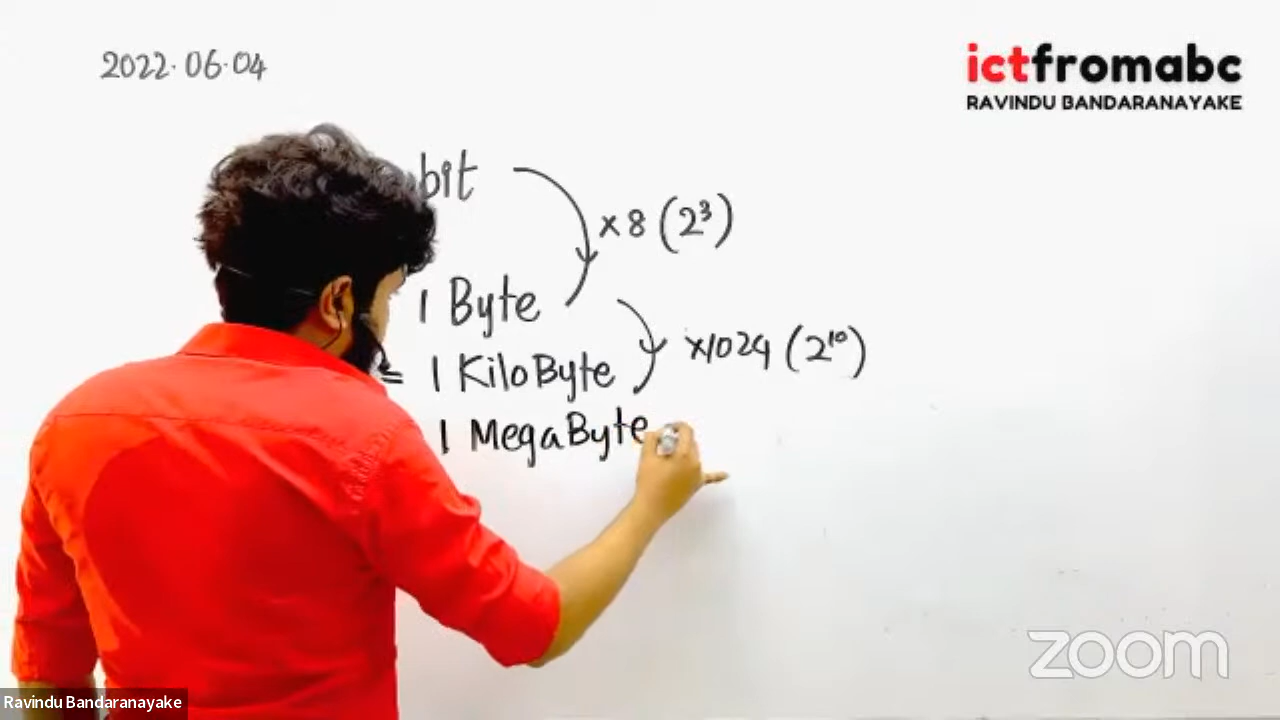 2022.06.04
ictfromabc
RAVINDU BANDARANAYAKE
bit
×8 (2³)
1 Byte
×1024 (2¹⁰)
= 1 KiloByte
1 MegaByte
zoom
Ravindu Bandaranayake